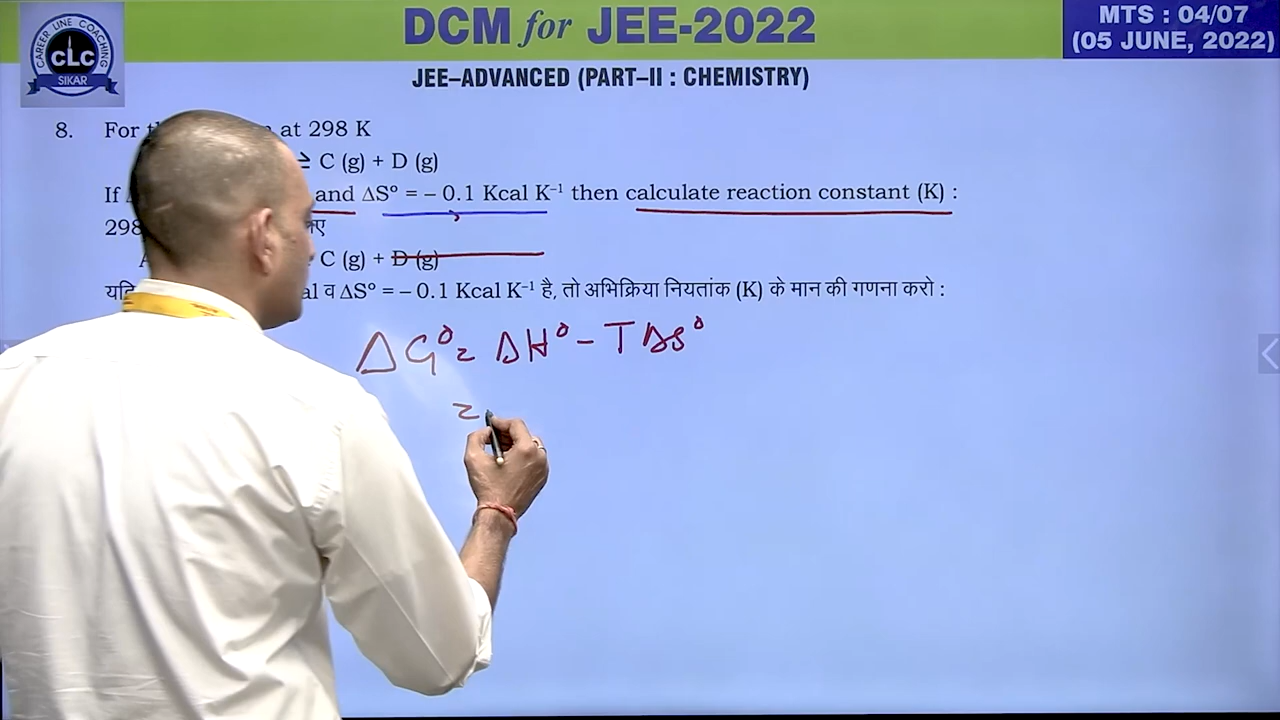 DCM for JEE-2022
MTS : 04/07
(05 JUNE, 2022)
CAREER LINE COACHING
CLC
SIKAR
JEE–ADVANCED (PART–II : CHEMISTRY)
8. For at 298 K
⇌ C (g) + D (g)
If and ΔS° = – 0.1 Kcal K⁻¹ then calculate reaction constant (K) :
298
C (g) + D (g)
व ΔS° = – 0.1 Kcal K⁻¹ है, तो अभिक्रिया नियतांक (K) के मान की गणना करो :
ΔG° = ΔH° – TΔS°
=